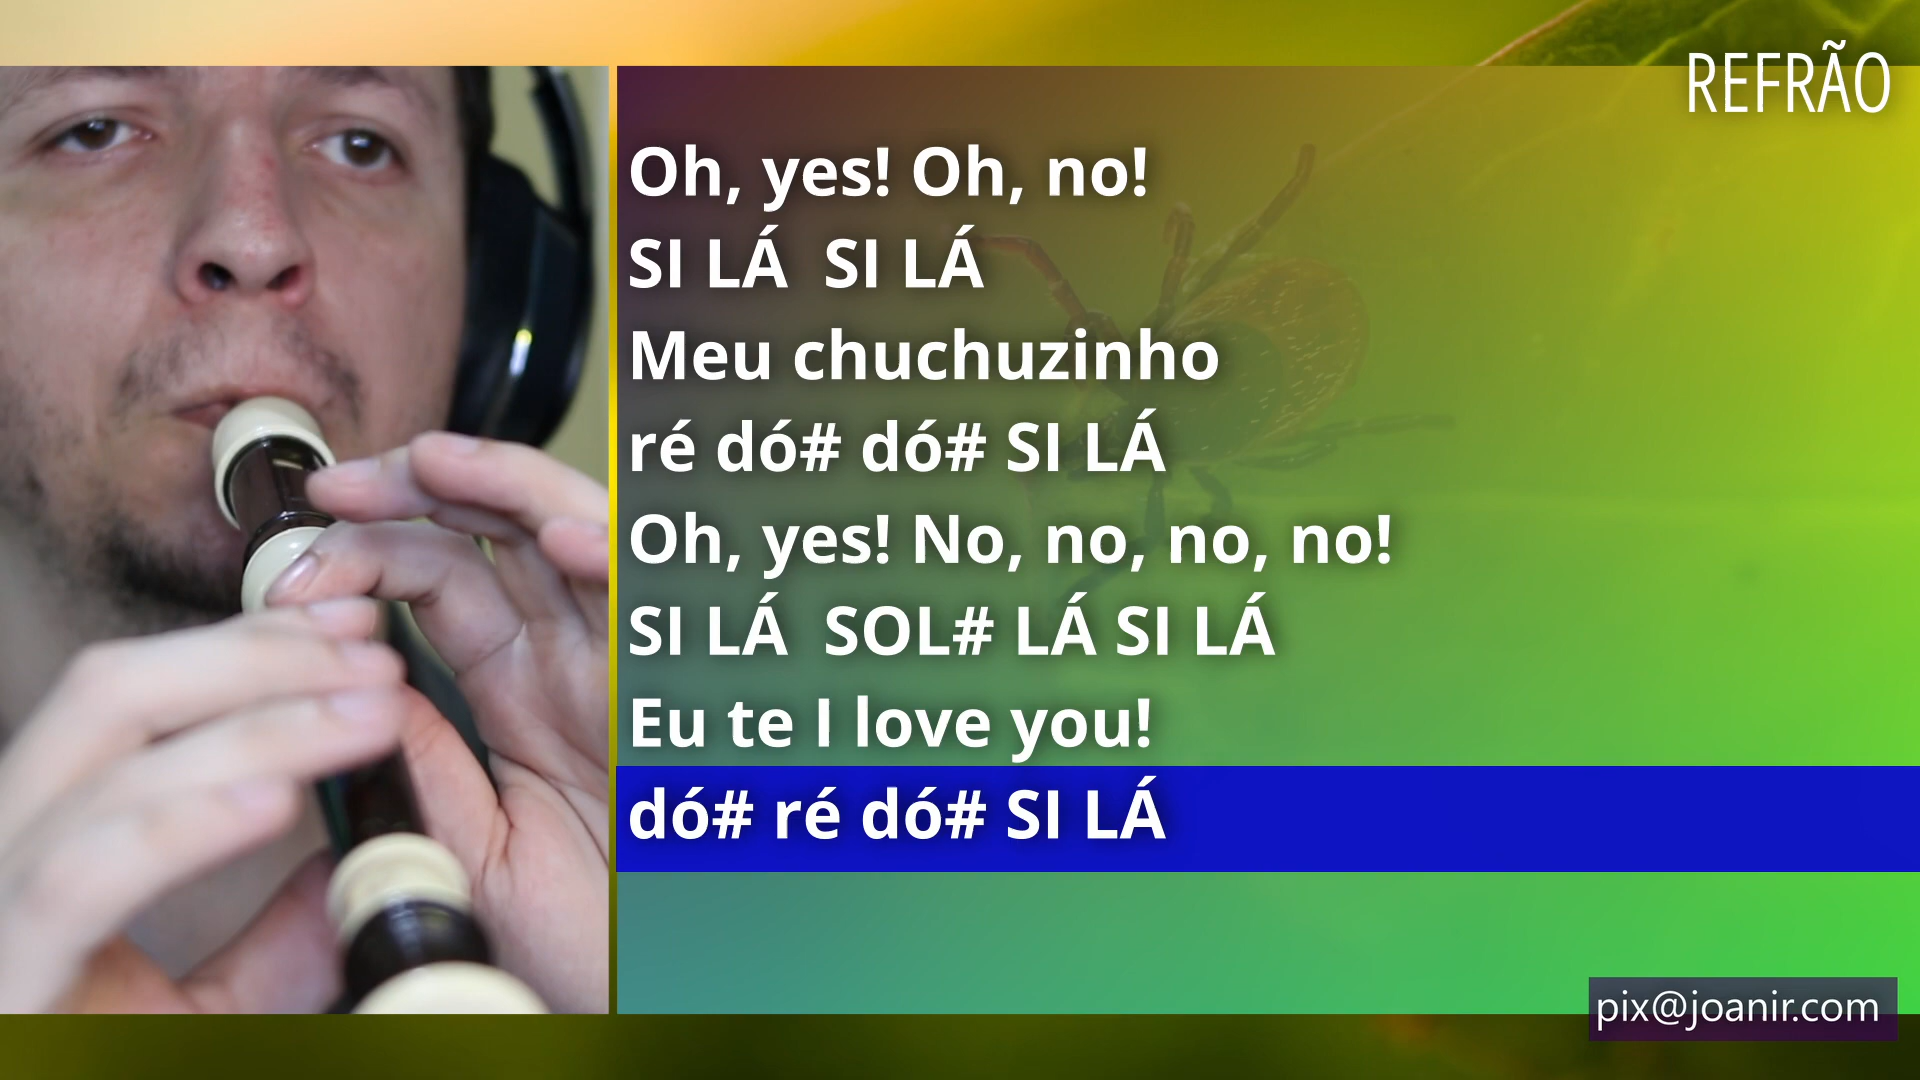 REFRÃO
Oh, yes! Oh, no!
SI LÁ  SI LÁ
Meu chuchuzinho
ré dó# dó# SI LÁ
Oh, yes! No, no, no, no!
SI LÁ  SOL# LÁ SI LÁ
Eu te I love you!
dó# ré dó# SI LÁ
pix@joanir.com